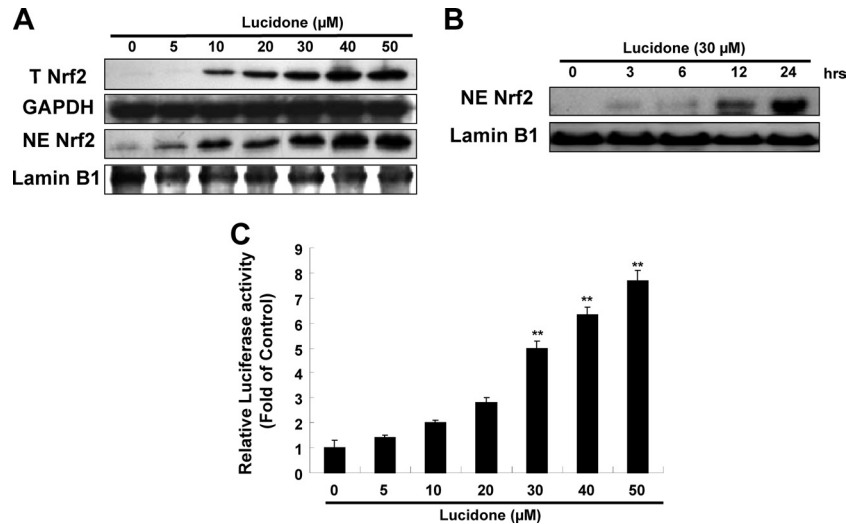 A
Lucidone (µM)
0 5 10 20 30 40 50
T Nrf2
GAPDH
NE Nrf2
Lamin B1
B
Lucidone (30 µM)
0 3 6 12 24 hrs
NE Nrf2
Lamin B1
C
Relative Luciferase activity
(Fold of Control)
9
8
7
6
5
4
3
2
1
0
**
**
**
0 5 10 20 30 40 50
Lucidone (µM)